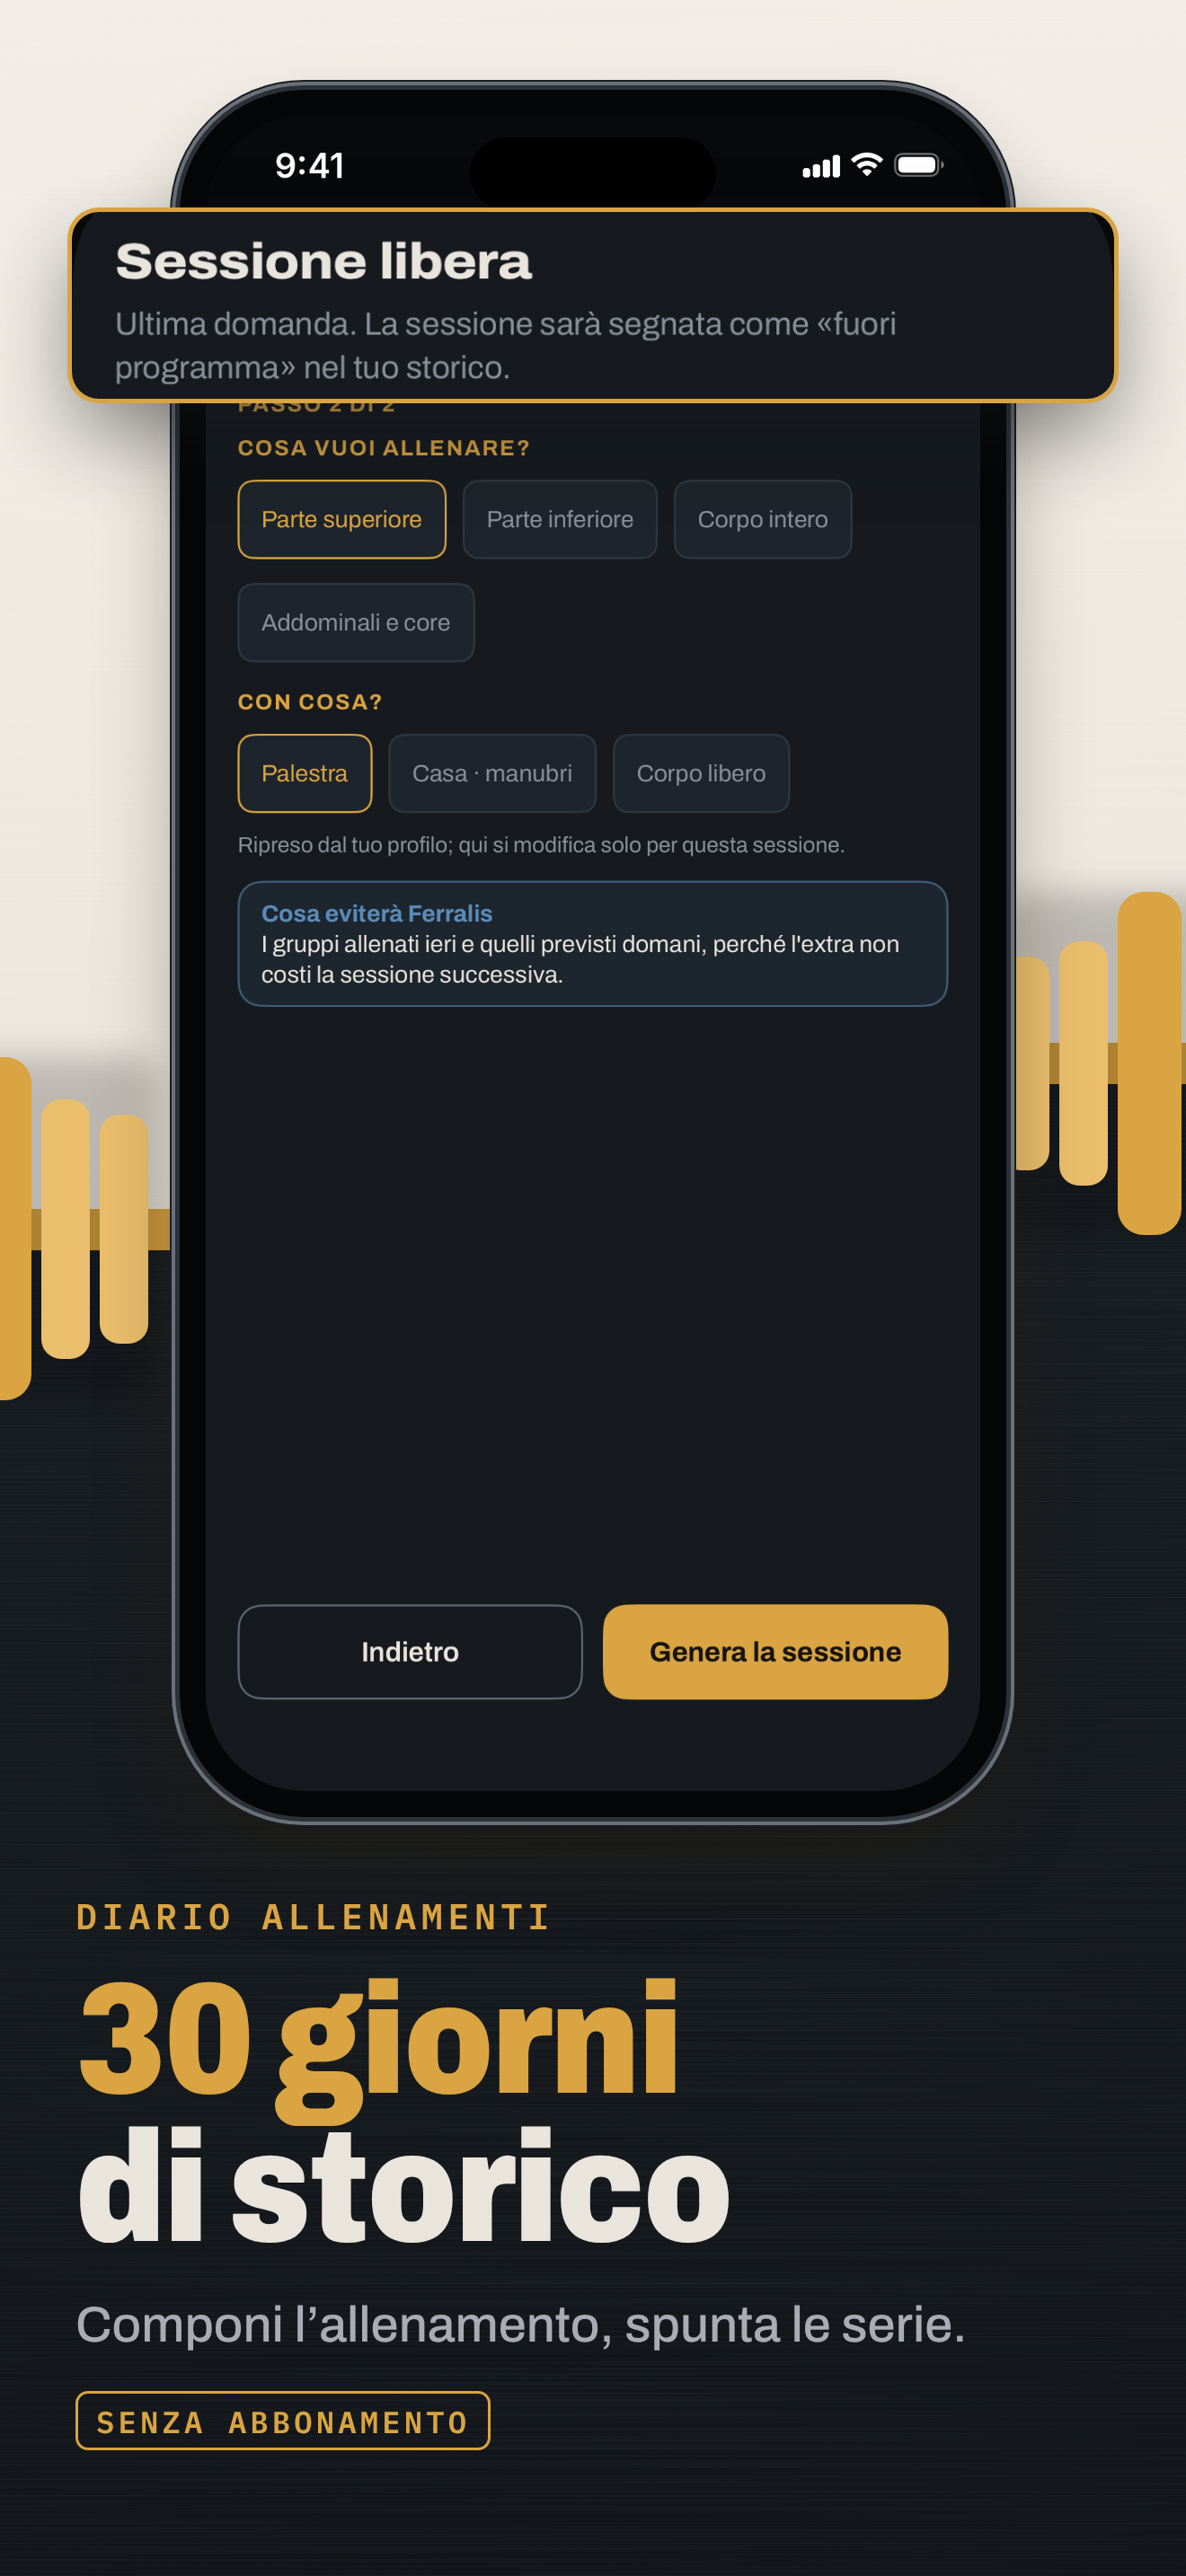 9:41
Sessione libera
Ultima domanda. La sessione sarà segnata come «fuori
programma» nel tuo storico.
PASSO 2 DI 2
COSA VUOI ALLENARE?
Parte superiore
Parte inferiore
Corpo intero
Addominali e core
CON COSA?
Palestra
Casa · manubri
Corpo libero
Ripreso dal tuo profilo; qui si modifica solo per questa sessione.
Cosa eviterà Ferralis
I gruppi allenati ieri e quelli previsti domani, perché l'extra non
costi la sessione successiva.
Indietro
Genera la sessione
DIARIO ALLENAMENTI
30 giorni
di storico
Componi l’allenamento, spunta le serie.
SENZA ABBONAMENTO